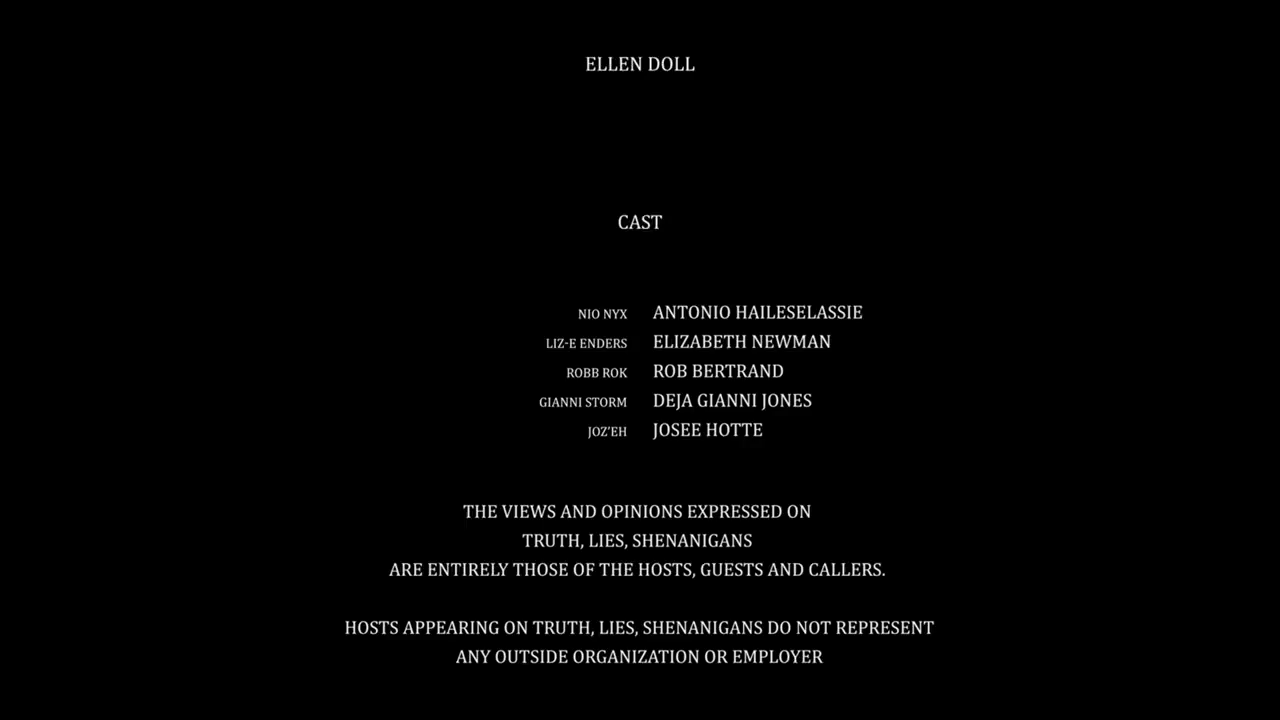 ELLEN DOLL
CAST
NIO NYX ANTONIO HAILESELASSIE
LIZ-E ENDERS ELIZABETH NEWMAN
ROBB ROK ROB BERTRAND
GIANNI STORM DEJA GIANNI JONES
JOZ'EH JOSEE HOTTE
THE VIEWS AND OPINIONS EXPRESSED ON
TRUTH, LIES, SHENANIGANS
ARE ENTIRELY THOSE OF THE HOSTS, GUESTS AND CALLERS.
HOSTS APPEARING ON TRUTH, LIES, SHENANIGANS DO NOT REPRESENT
ANY OUTSIDE ORGANIZATION OR EMPLOYER